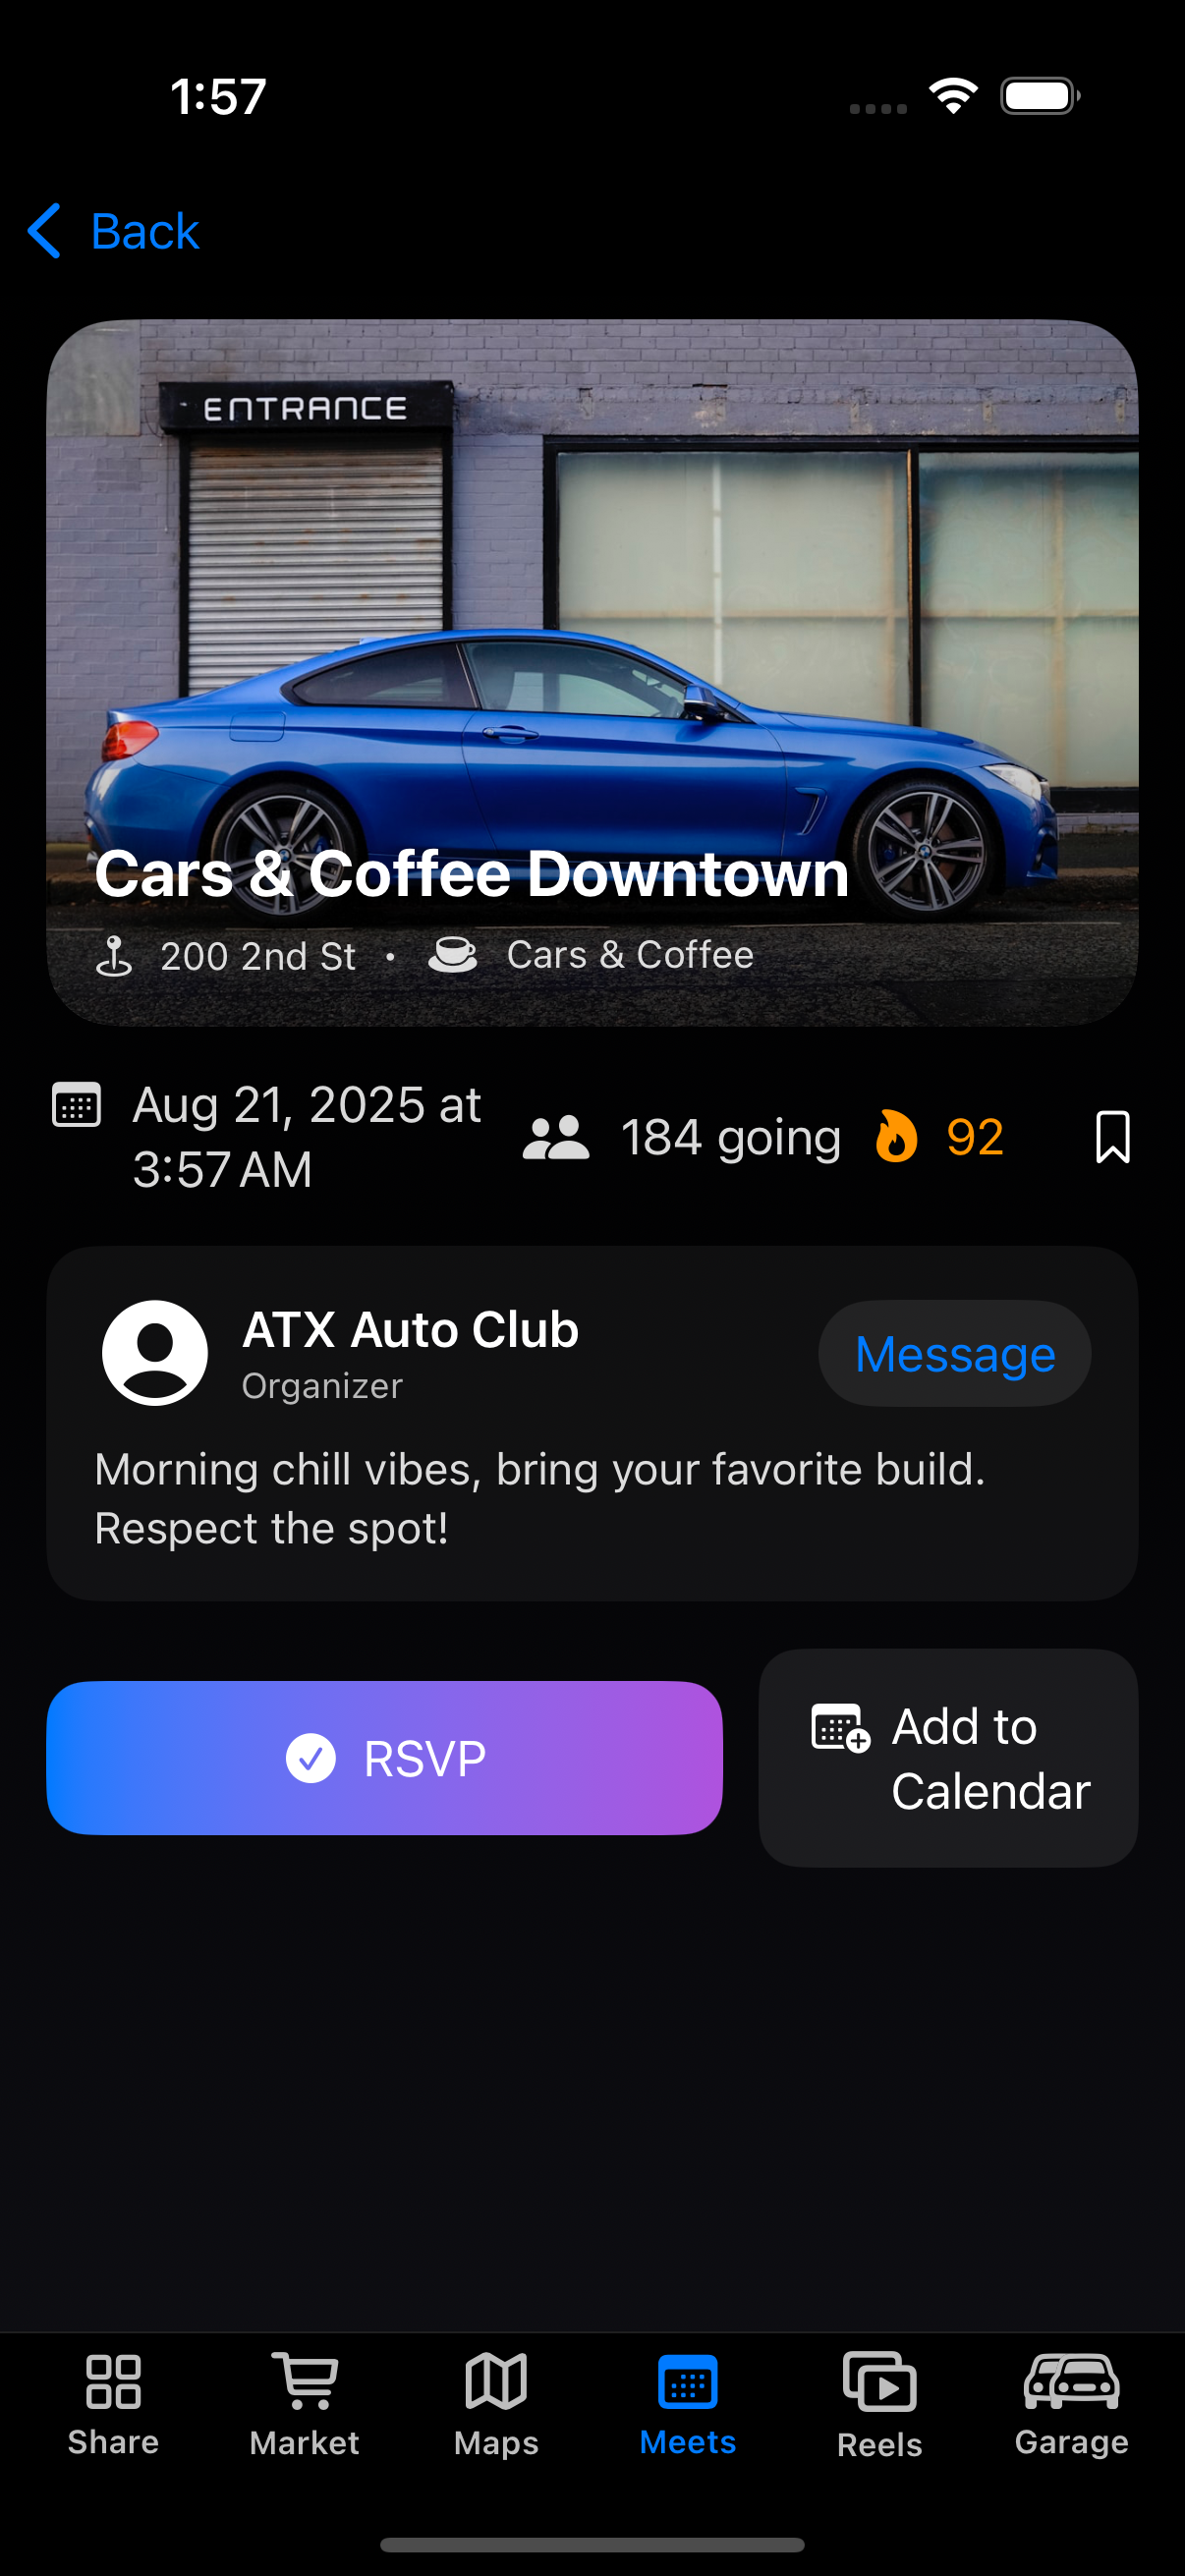 1:57
Back
ENTRANCE
Cars & Coffee Downtown
200 2nd St • Cars & Coffee
Aug 21, 2025 at
3:57 AM
184 going
92
ATX Auto Club
Organizer
Message
Morning chill vibes, bring your favorite build.
Respect the spot!
RSVP
Add to
Calendar
Share
Market
Maps
Meets
Reels
Garage